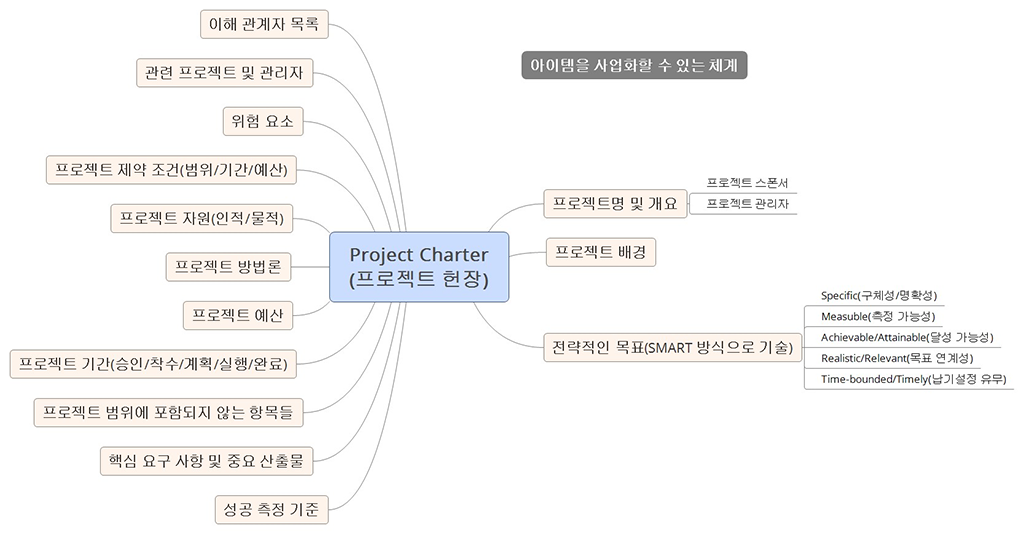 이해 관계자 목록
관련 프로젝트 및 관리자
위험 요소
프로젝트 제약 조건(범위/기간/예산)
프로젝트 자원(인적/물적)
프로젝트 방법론
프로젝트 예산
프로젝트 기간(승인/착수/계획/실행/완료)
프로젝트 범위에 포함되지 않는 항목들
핵심 요구 사항 및 중요 산출물
성공 측정 기준
Project Charter
(프로젝트 헌장)
아이템을 사업화할 수 있는 체계
프로젝트명 및 개요
프로젝트 스폰서
프로젝트 관리자
프로젝트 배경
전략적인 목표(SMART 방식으로 기술)
Specific(구체성/명확성)
Measuble(측정 가능성)
Achievable/Attainable(달성 가능성)
Realistic/Relevant(목표 연계성)
Time-bounded/Timely(납기설정 유무)